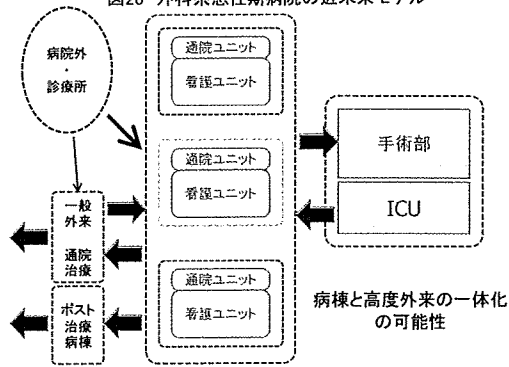 図26 外科系急性期病院の近未来モデル
病院外
・
診療所
通院ユニット
看護ユニット
通院ユニット
看護ユニット
通院ユニット
看護ユニット
一般
外来
通院
治療
ポスト
治療
病棟
手術部
ICU
病棟と高度外来の一体化
の可能性